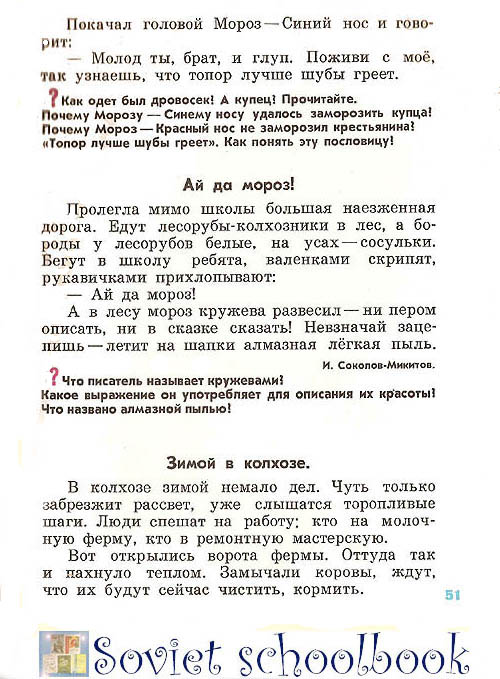 Покачал головой Мороз — Синий нос и гово-
рит:
— Молод ты, брат, и глуп. Поживи с моё,
так узнаешь, что топор лучше шубы греет.
? Как одет был дровосек? А купец? Прочитайте.
Почему Морозу — Синему носу удалось заморозить купца?
Почему Мороз — Красный нос не заморозил крестьянина?
«Топор лучше шубы греет». Как понять эту пословицу?
Ай да мороз!
Пролегла мимо школы большая наезженная
дорога. Едут лесорубы-колхозники в лес, а бо-
роды у лесорубов белые, на усах — сосульки.
Бегут в школу ребята, валенками скрипят,
рукавичками прихлопывают:
— Ай да мороз!
А в лесу мороз кружева развесил — ни пером
описать, ни в сказке сказать! Невзначай заце-
пишь — летит на шапки алмазная лёгкая пыль.
И. Соколов-Микитов.
? Что писатель называет кружевами?
Какое выражение он употребляет для описания их красоты?
Что названо алмазной пылью?
Зимой в колхозе.
В колхозе зимой немало дел. Чуть только
забрезжит рассвет, уже слышатся торопливые
шаги. Люди спешат на работу: кто на молоч-
ную ферму, кто в ремонтную мастерскую.
Вот открылись ворота фермы. Оттуда так
и пахнуло теплом. Замычали коровы, ждут,
что их будут сейчас чистить, кормить.
51
Soviet schoolbook